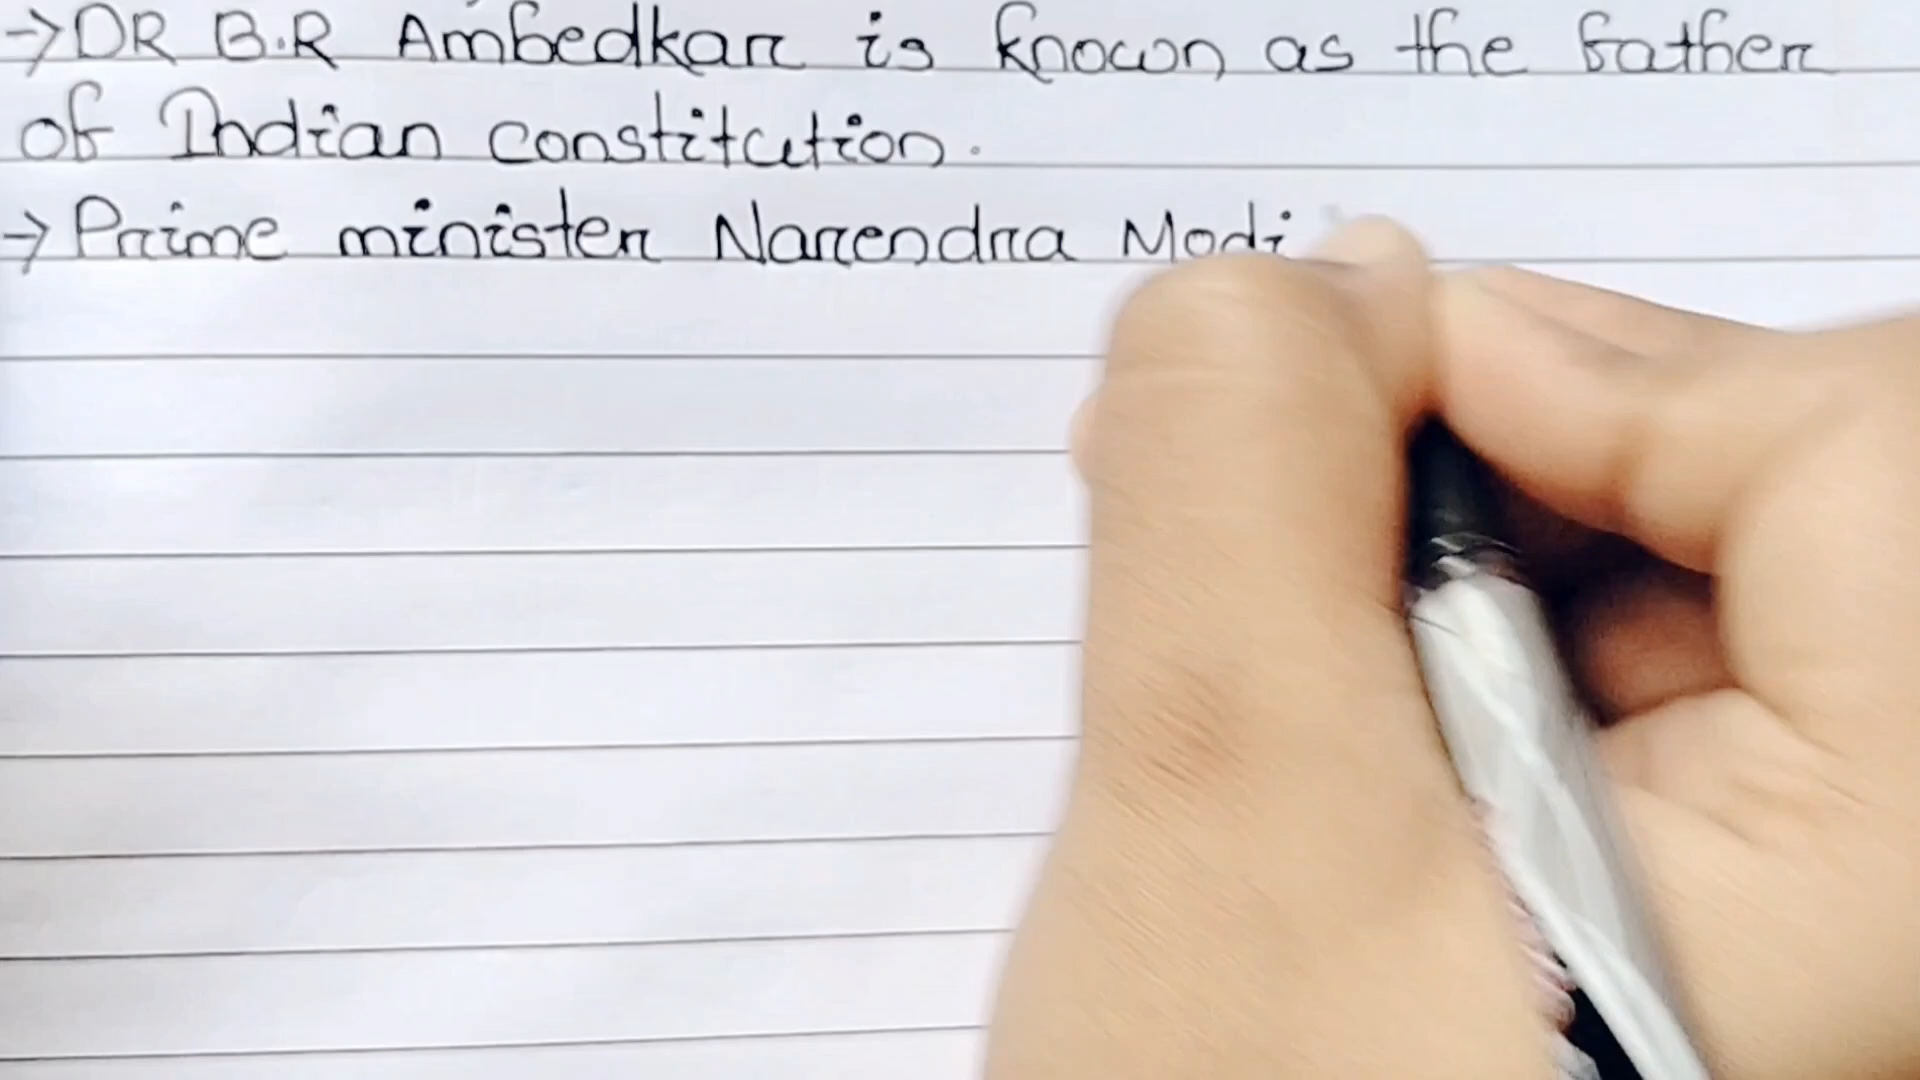 →DR B.R Ambedkar is known as the father
of Indian constitution.
→Prime minister Narendra Modi